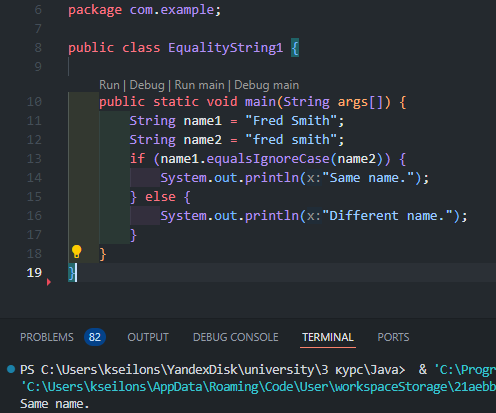 6 package com.example;
7
8 public class EqualityString1 {
9
Run | Debug | Run main | Debug main
10 public static void main(String args[]) {
11 String name1 = "Fred Smith";
12 String name2 = "fred smith";
13 if (name1.equalsIgnoreCase(name2)) {
14 System.out.println(x:"Same name.");
15 } else {
16 System.out.println(x:"Different name.");
17 }
18 }
19 }
PROBLEMS 82 OUTPUT DEBUG CONSOLE TERMINAL PORTS
PS C:\Users\kseilons\YandexDisk\university\3 курс\Java> & 'C:\Progr
'C:\Users\kseilons\AppData\Roaming\Code\User\workspaceStorage\21aebb
Same name.